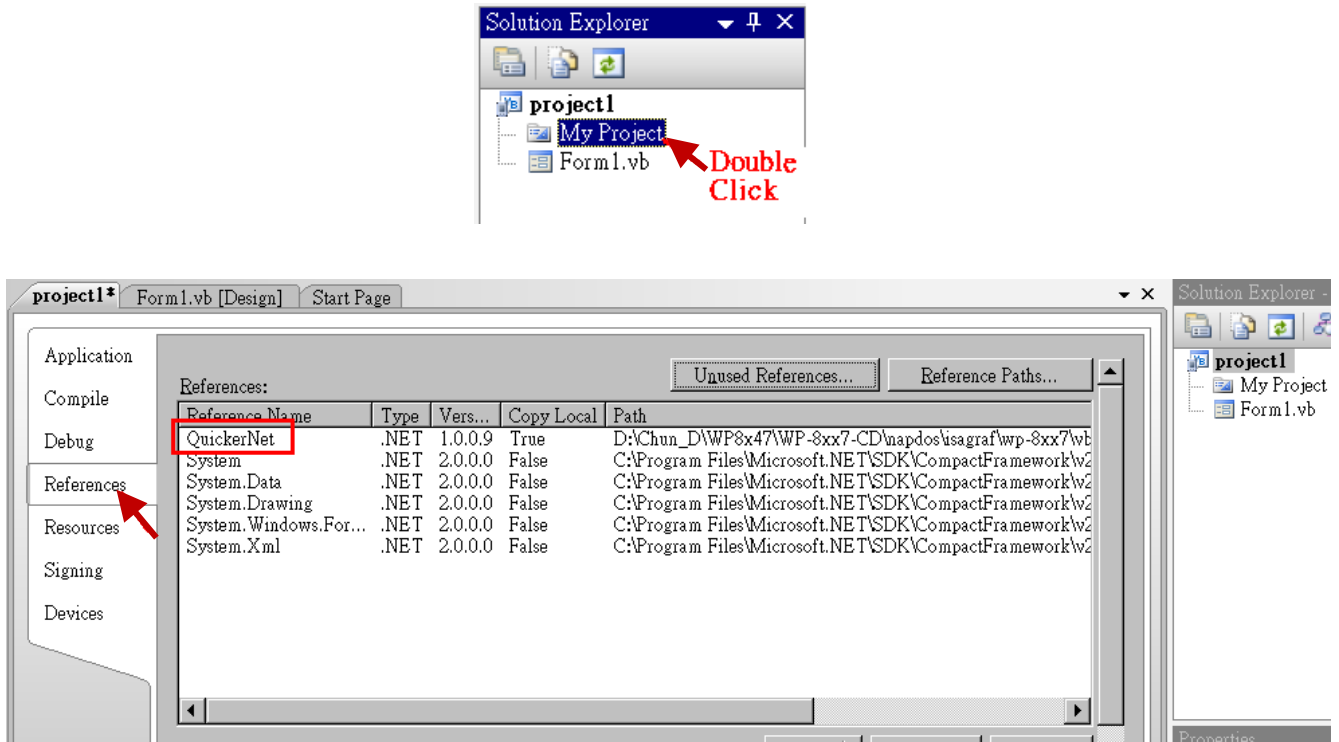 Solution Explorer
project1
My Project
Form1.vb
Double
Click
project1* Form1.vb [Design] Start Page
Solution Explorer -
Application
Compile
Debug
References
Resources
Signing
Devices
References:
Unused References... Reference Paths...
Reference Name Type Vers... Copy Local Path
QuickerNet .NET 1.0.0.9 True D:\Chun_D\WP8x47\WP-8xx7-CD\napdos\isagraf\wp-8xx7\vb
System .NET 2.0.0.0 False C:\Program Files\Microsoft.NET\SDK\CompactFramework\v2
System.Data .NET 2.0.0.0 False C:\Program Files\Microsoft.NET\SDK\CompactFramework\v2
System.Drawing .NET 2.0.0.0 False C:\Program Files\Microsoft.NET\SDK\CompactFramework\v2
System.Windows.For... .NET 2.0.0.0 False C:\Program Files\Microsoft.NET\SDK\CompactFramework\v2
System.Xml .NET 2.0.0.0 False C:\Program Files\Microsoft.NET\SDK\CompactFramework\v2
project1
My Project
Form1.vb
Properties